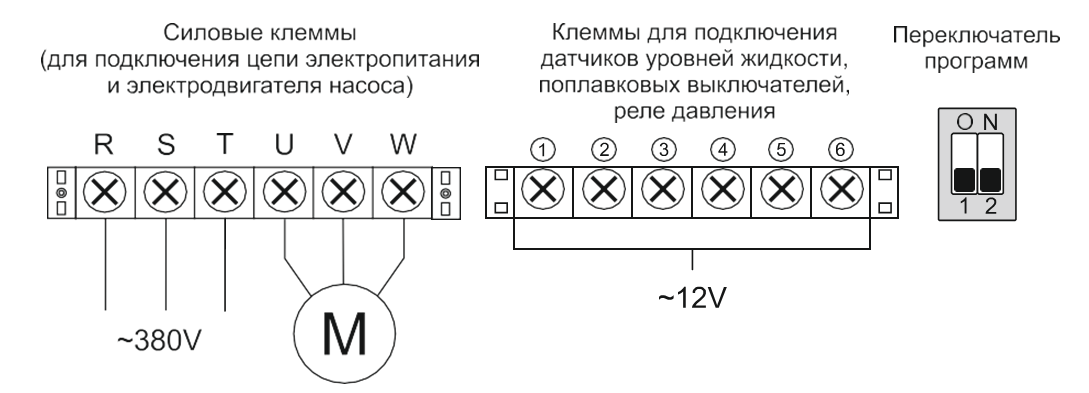 Силовые клеммы
(для подключения цепи электропитания
и электродвигателя насоса)
R S T U V W
~380V
M
Клеммы для подключения
датчиков уровней жидкости,
поплавковых выключателей,
реле давления
1 2 3 4 5 6
~12V
Переключатель
программ
ON
1 2